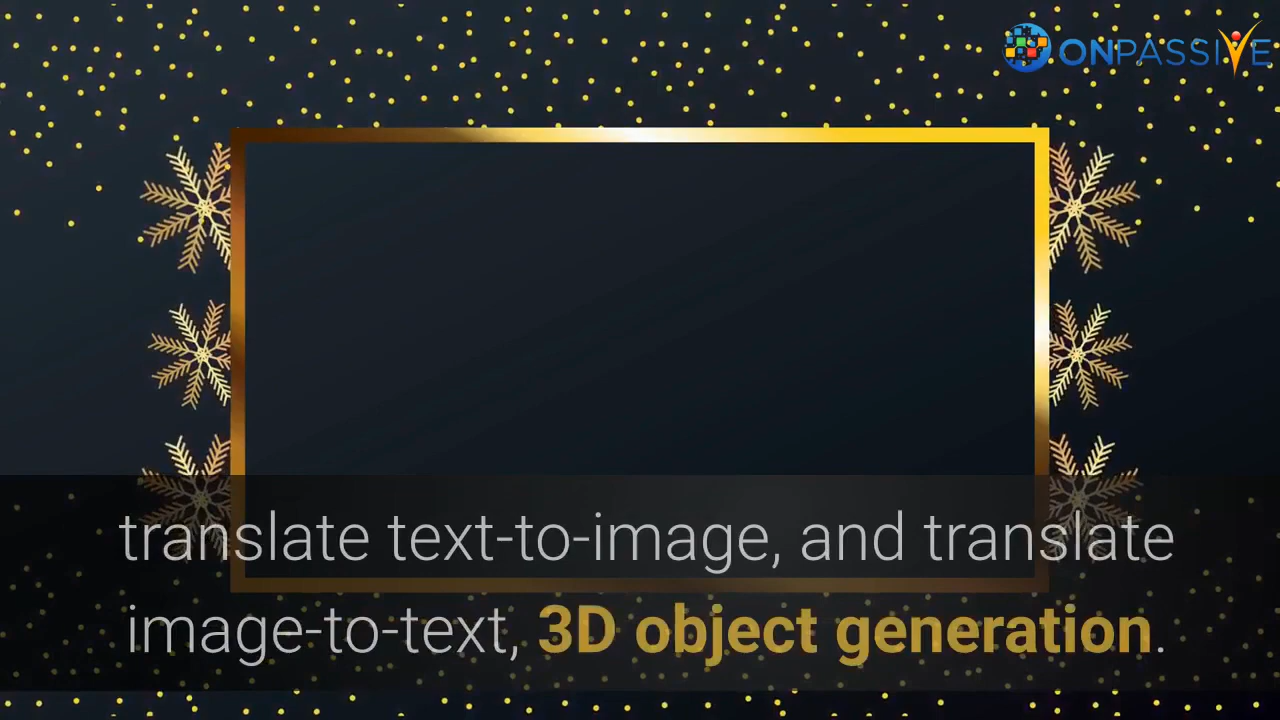 ONPASSIVE
translate text-to-image, and translate
image-to-text, 3D object generation.